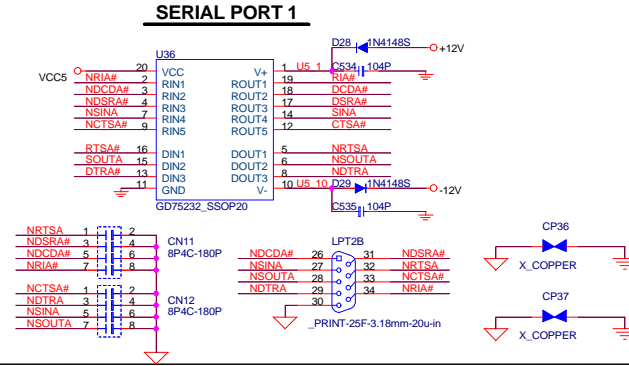 SERIAL PORT 1
U36
D28 1N4148S +12V
VCC5 20 VCC V+ 1 U5_1 C534 104P
NRIA# 2 RIN1 ROUT1 19 RIA#
NDCDA# 3 RIN2 ROUT2 18 DCDA#
NDSRA# 4 RIN3 ROUT3 17 DSRA#
NSINA 7 RIN4 ROUT4 14 SINA
NCTSA# 9 RIN5 ROUT5 12 CTSA#
RTSA# 16 DIN1 DOUT1 5 NRTSA
SOUTA 15 DIN2 DOUT2 6 NSOUTA
DTRA# 13 DIN3 DOUT3 8 NDTRA
11 GND V- 10 U5_10 D29 1N4148S -12V
GD75232_SSOP20
C535 104P
NRTSA 1 2
NDSRA# 3 4 CN11
NDCDA# 5 6 8P4C-180P
NRIA# 7 8
NCTSA# 1 2
NDTRA 3 4 CN12
NSINA 5 6 8P4C-180P
NSOUTA 7 8
LPT2B
NDCDA# 26 31 NDSRA#
NSINA 27 32 NRTSA
NSOUTA 28 33 NCTSA#
NDTRA 29 34 NRIA#
30
_PRINT-25F-3.18mm-20u-in
CP36
X_COPPER
CP37
X_COPPER